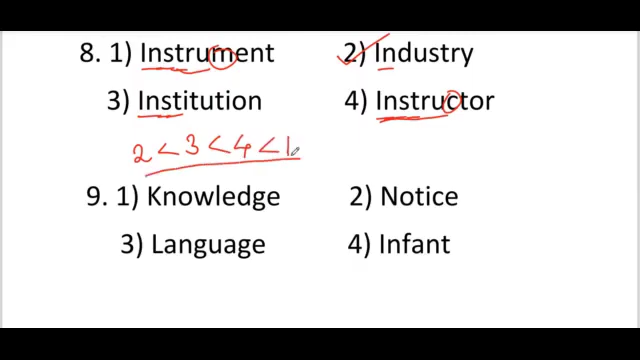 8. 1) Instrument 2) Industry
3) Institution 4) Instructor
2 < 3 < 4 < 1
9. 1) Knowledge 2) Notice
3) Language 4) Infant